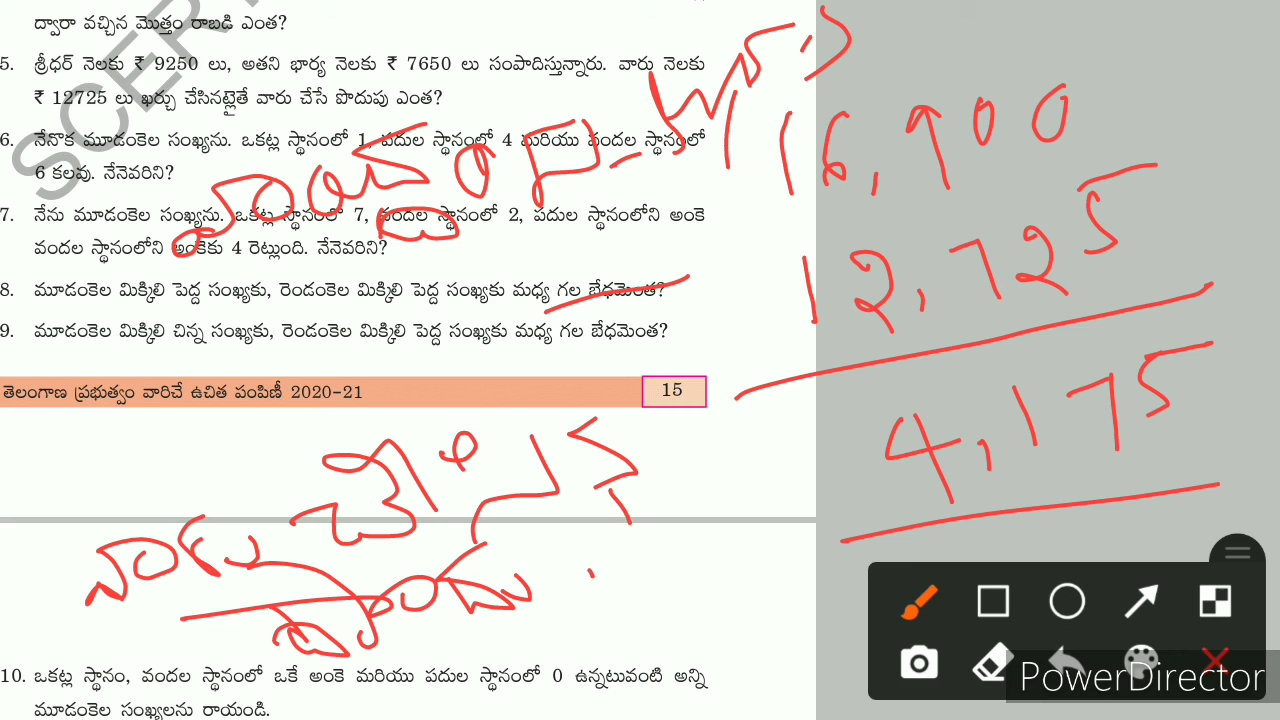 ద్వారా వచ్చిన మొత్తం రాబడి ఎంత?
5. శ్రీధర్ నెలకు ₹ 9250 లు, అతని భార్య నెలకు ₹ 7650 లు సంపాదిస్తున్నారు. వారు నెలకు
₹ 12725 లు ఖర్చు చేసినట్లైతే వారు చేసే పొదుపు ఎంత?
6. నేనొక మూడంకెల సంఖ్యను. ఒకట్ల స్థానంలో 1, పదుల స్థానంలో 4 మరియు వందల స్థానంలో
6 కలవు. నేనెవరిని?
7. నేను మూడంకెల సంఖ్యను. ఒకట్ల స్థానంలో 7, వందల స్థానంలో 2, పదుల స్థానంలోని అంకె
వందల స్థానంలోని అంకెకు 4 రెట్లుంది. నేనెవరిని?
8. మూడంకెల మిక్కిలి పెద్ద సంఖ్యకు, రెండంకెల మిక్కిలి పెద్ద సంఖ్యకు మధ్య గల బేధమెంత?
9. మూడంకెల మిక్కిలి చిన్న సంఖ్యకు, రెండంకెల మిక్కిలి పెద్ద సంఖ్యకు మధ్య గల బేధమెంత?
తెలంగాణ ప్రభుత్వం వారిచే ఉచిత పంపిణీ 2020-21 15
10. ఒకట్ల స్థానం, వందల స్థానంలో ఒకే అంకె మరియు పదుల స్థానంలో 0 ఉన్నటువంటి అన్ని
మూడంకెల సంఖ్యలను రాయండి.
12,725
4,175
PowerDirector